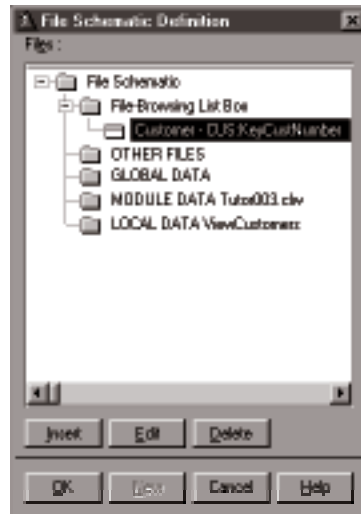 File Schematic Definition
Files:
File Schematic
File-Browsing List Box
Customer - CUS:KeyCustNumber
OTHER FILES
GLOBAL DATA
MODULE DATA Tutor003.clw
LOCAL DATA ViewCustomers
Insert Edit Delete
OK Cancel Help